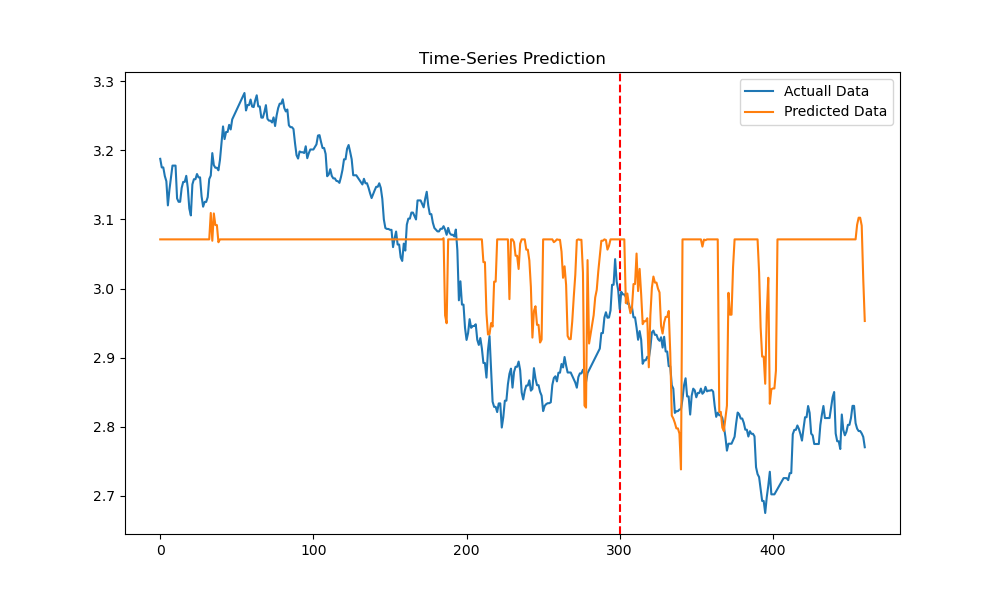 Time-Series Prediction
Actuall Data
Predicted Data
3.3
3.2
3.1
3.0
2.9
2.8
2.7
0 100 200 300 400